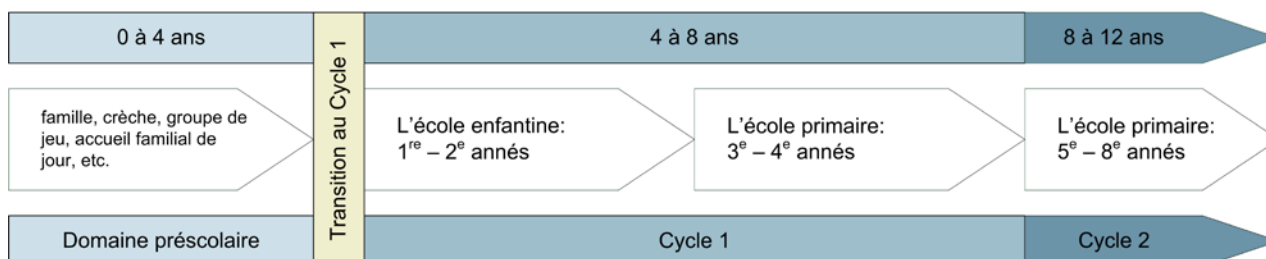 0 à 4 ans
4 à 8 ans
8 à 12 ans
Transition au Cycle 1
famille, crèche, groupe de
jeu, accueil familial de
jour, etc.
L'école enfantine:
1re – 2e annés
L'école primaire:
3e – 4e annés
L'école primaire:
5e – 8e annés
Domaine préscolaire
Cycle 1
Cycle 2